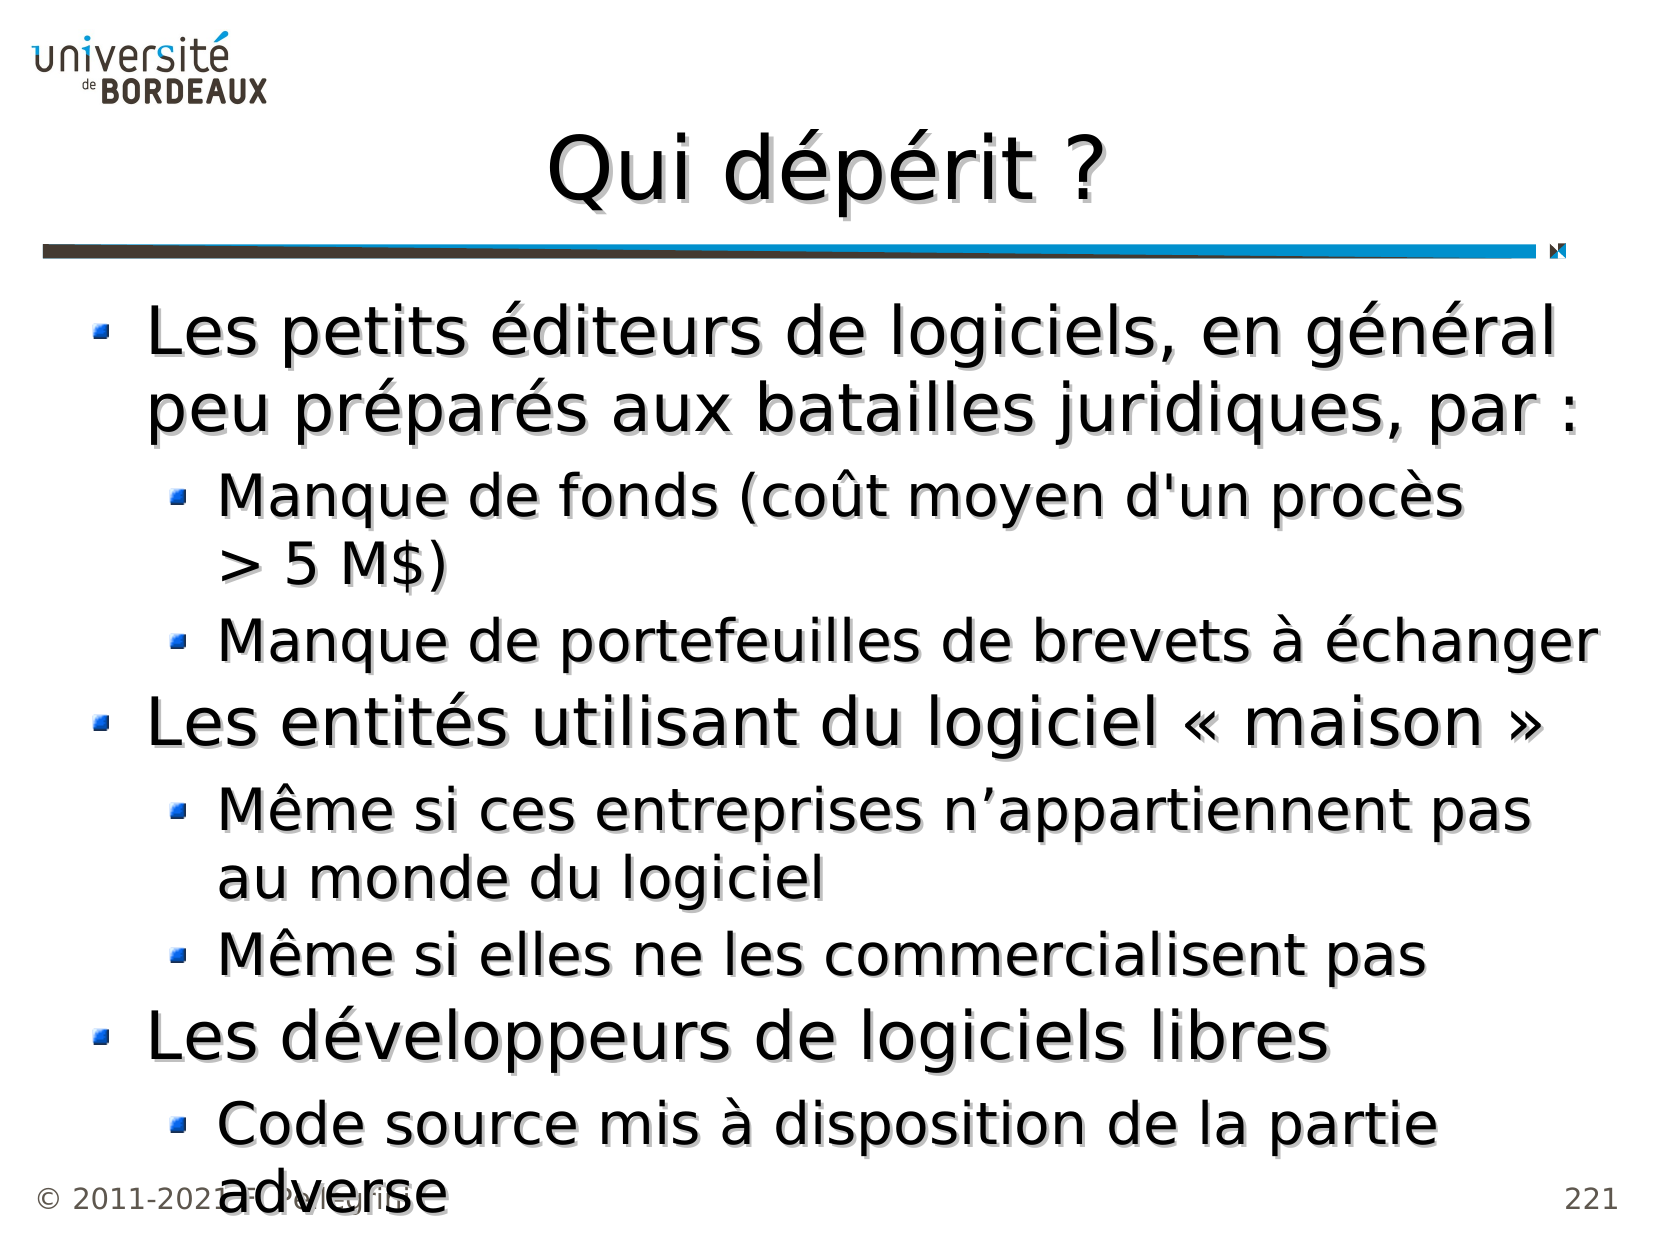 université
de BORDEAUX
Qui dépérit ?
Les petits éditeurs de logiciels, en général
peu préparés aux batailles juridiques, par :
Manque de fonds (coût moyen d'un procès
> 5 M$)
Manque de portefeuilles de brevets à échanger
Les entités utilisant du logiciel « maison »
Même si ces entreprises n’appartiennent pas
au monde du logiciel
Même si elles ne les commercialisent pas
Les développeurs de logiciels libres
Code source mis à disposition de la partie
adverse
© 2011-2021 F. Pellegrini
221